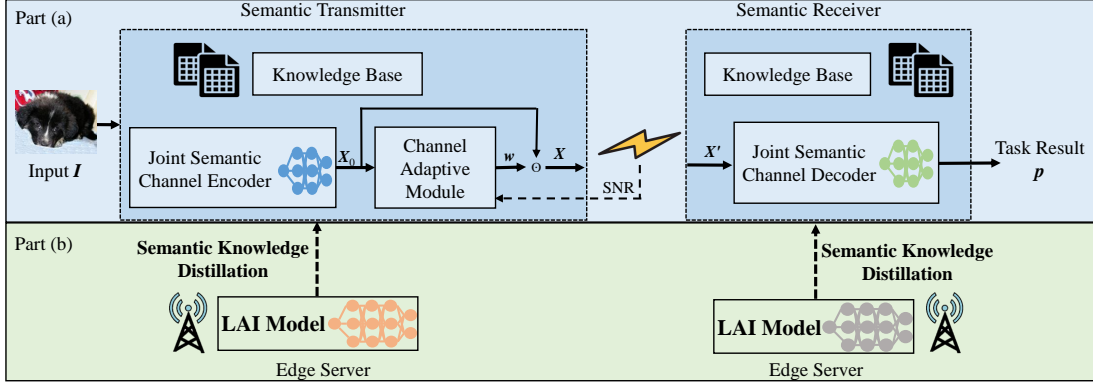 Part (a)
Semantic Transmitter
Semantic Receiver
Knowledge Base
Knowledge Base
Input I
Joint Semantic
Channel Encoder
X0
Channel
Adaptive
Module
w
⊙
X
SNR
X'
Joint Semantic
Channel Decoder
Task Result
p
Part (b)
Semantic Knowledge
Distillation
Semantic Knowledge
Distillation
LAI Model
LAI Model
Edge Server
Edge Server